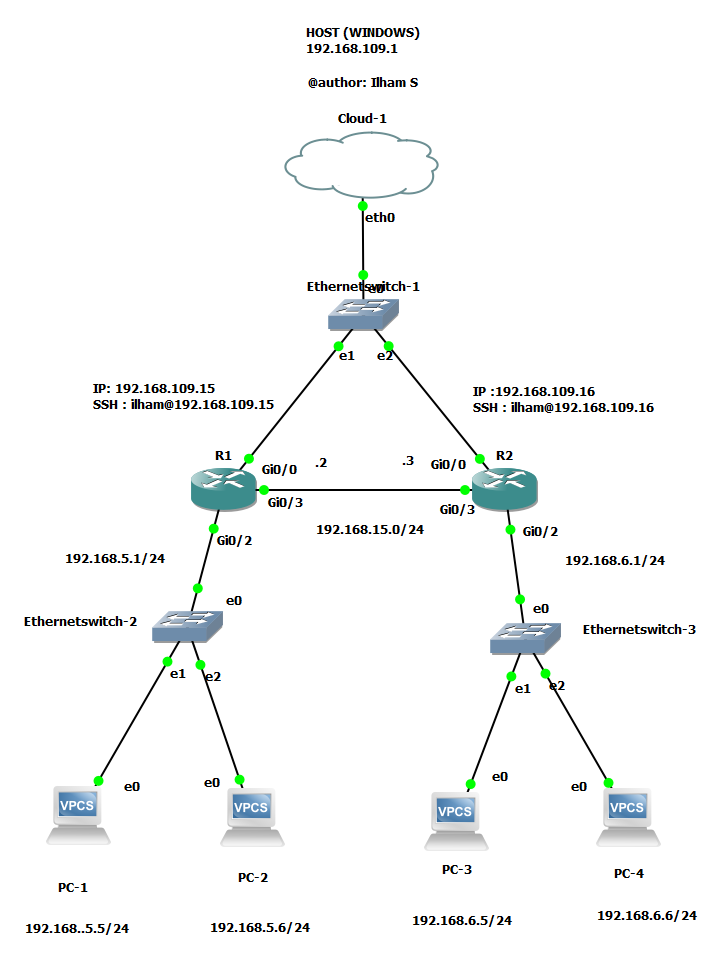 HOST (WINDOWS)
192.168.109.1
@author: Ilham S
Cloud-1
eth0
e0
Ethernetswitch-1
e1
e2
IP: 192.168.109.15
SSH : ilham@192.168.109.15
IP :192.168.109.16
SSH : ilham@192.168.109.16
R1
R2
Gi0/0
.2
.3
Gi0/0
Gi0/3
Gi0/3
192.168.15.0/24
Gi0/2
Gi0/2
192.168.5.1/24
192.168.6.1/24
e0
e0
Ethernetswitch-2
Ethernetswitch-3
e1
e2
e1
e2
e0
e0
e0
e0
VPCS
VPCS
VPCS
VPCS
PC-1
PC-2
PC-3
PC-4
192.168..5.5/24
192.168.5.6/24
192.168.6.5/24
192.168.6.6/24